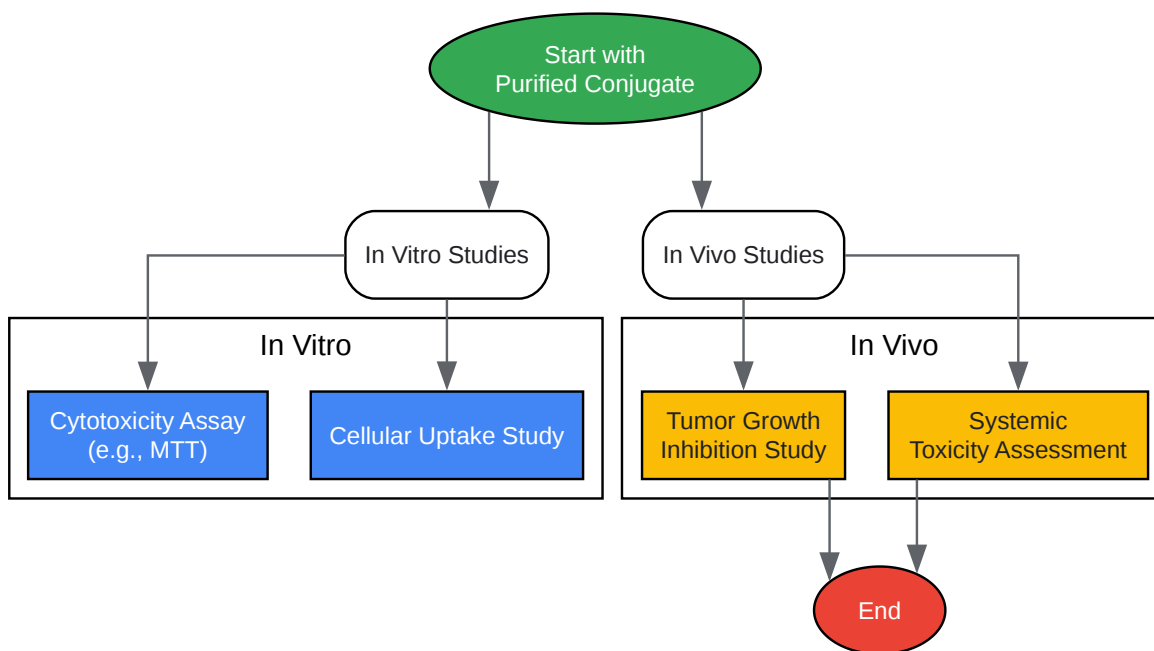 Start with
Purified Conjugate
In Vitro Studies
In Vivo Studies
In Vitro
In Vivo
Cytotoxicity Assay
(e.g., MTT)
Cellular Uptake Study
Tumor Growth
Inhibition Study
Systemic
Toxicity Assessment
End